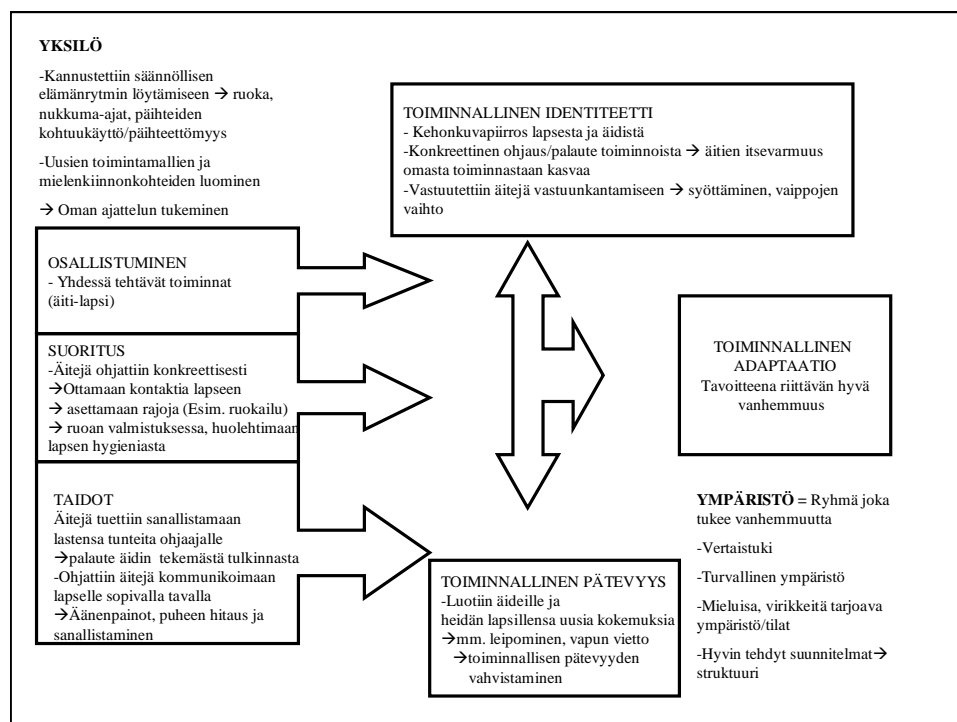 YKSILÖ
-Kannustettiin säännöllisen
elämänrytmin löytämiseen → ruoka,
nukkuma-ajat, päihteiden
kohtuukäyttö/päihteettömyys
-Uusien toimintamallien ja
mielenkiinnonkohteiden luominen
→ Oman ajattelun tukeminen
TOIMINNALLINEN IDENTITEETTI
- Kehonkuvapiirros lapsesta ja äidistä
-Konkreettinen ohjaus/palaute toiminnoista → äitien itsevarmuus
omasta toiminnastaan kasvaa
-Vastuutettiin äitejä vastuunkantamiseen → syöttäminen, vaippojen
vaihto
OSALLISTUMINEN
- Yhdessä tehtävät toiminnat
(äiti-lapsi)
SUORITUS
-Äitejä ohjattiin konkreettisesti
→Ottamaan kontaktia lapseen
→ asettamaan rajoja (Esim. ruokailu)
→ ruoan valmistuksessa, huolehtimaan
lapsen hygieniasta
TOIMINNALLINEN
ADAPTAATIO
Tavoitteena riittävän hyvä
vanhemmuus
TAIDOT
Äitejä tuettiin sanallistamaan
lastensa tunteita ohjaajalle
→palaute äidin tekemästä tulkinnasta
-Ohjattiin äitejä kommunikoimaan
lapselle sopivalla tavalla
→Äänenpainot, puheen hitaus ja
sanallistaminen
TOIMINNALLINEN PÄTEVYYS
-Luotiin äideille ja
heidän lapsillensa uusia kokemuksia
→mm. leipominen, vapun vietto
→toiminnallisen pätevyyden
vahvistaminen
YMPÄRISTÖ = Ryhmä joka
tukee vanhemmuutta
-Vertaistuki
-Turvallinen ympäristö
-Mieluisa, virikkeitä tarjoava
ympäristö/tilat
-Hyvin tehdyt suunnitelmat→
struktuuri